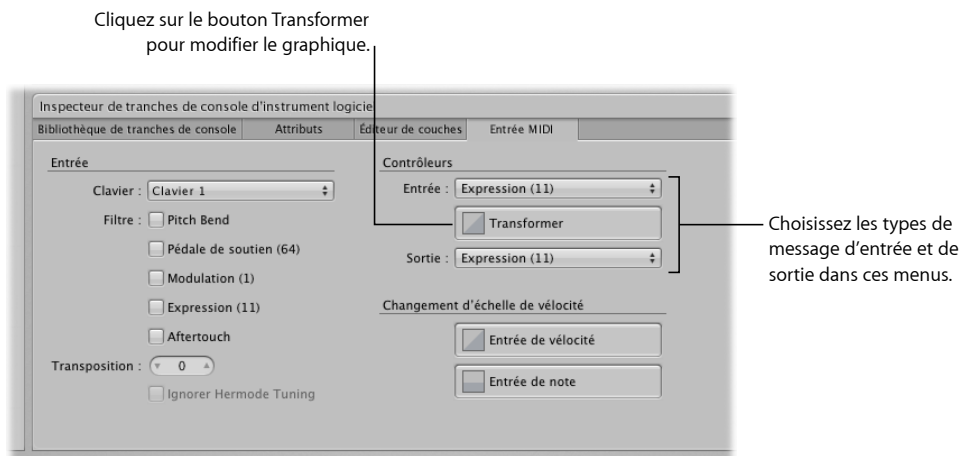 Cliquez sur le bouton Transformer
pour modifier le graphique.
Inspecteur de tranches de console d'instrument logiciel
Bibliothèque de tranches de console
Attributs
Éditeur de couches
Entrée MIDI
Entrée
Clavier : Clavier 1
Filtre : Pitch Bend
Pédale de soutien (64)
Modulation (1)
Expression (11)
Aftertouch
Transposition : 0
Ignorer Hermode Tuning
Contrôleurs
Entrée : Expression (11)
Transformer
Sortie : Expression (11)
Changement d'échelle de vélocité
Entrée de vélocité
Entrée de note
Choisissez les types de
message d’entrée et de
sortie dans ces menus.